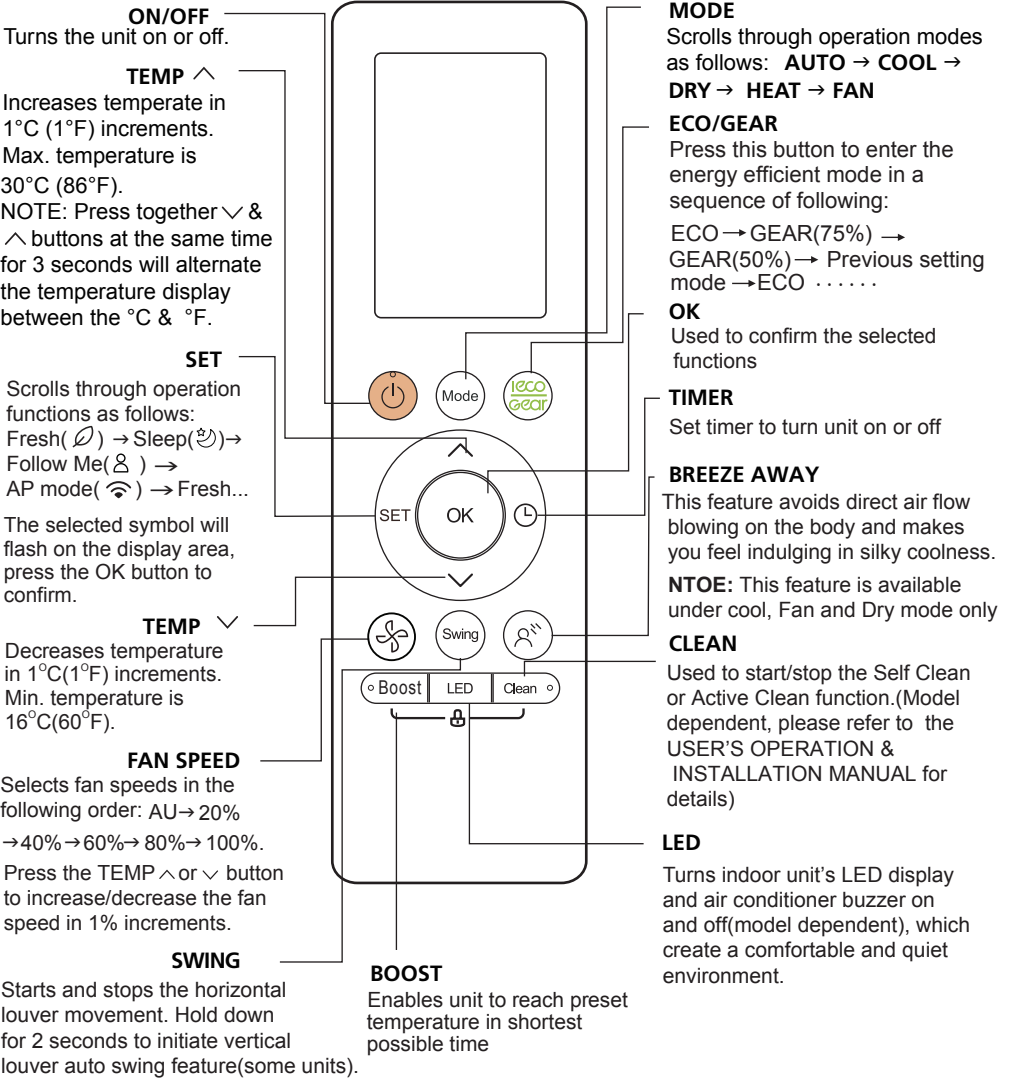 ON/OFF
Turns the unit on or off.
TEMP ︿
Increases temperate in
1°C (1°F) increments.
Max. temperature is
30°C (86°F).
NOTE: Press together ﹀ &
︿ buttons at the same time
for 3 seconds will alternate
the temperature display
between the °C & °F.
SET
Scrolls through operation
functions as follows:
Fresh( ) → Sleep( )→
Follow Me( ) →
AP mode( ) → Fresh...
The selected symbol will
flash on the display area,
press the OK button to
confirm.
TEMP ﹀
Decreases temperature
in 1°C(1°F) increments.
Min. temperature is
16°C(60°F).
FAN SPEED
Selects fan speeds in the
following order: AU→ 20%
→40%→60%→ 80%→ 100%.
Press the TEMP ︿ or ﹀ button
to increase/decrease the fan
speed in 1% increments.
SWING
Starts and stops the horizontal
louver movement. Hold down
for 2 seconds to initiate vertical
louver auto swing feature(some units).
Mode
ieco
Gear
SET
OK
Swing
Boost
LED
Clean
BOOST
Enables unit to reach preset
temperature in shortest
possible time
MODE
Scrolls through operation modes
as follows: AUTO → COOL →
DRY → HEAT → FAN
ECO/GEAR
Press this button to enter the
energy efficient mode in a
sequence of following:
ECO → GEAR(75%) →
GEAR(50%) → Previous setting
mode → ECO ······
OK
Used to confirm the selected
functions
TIMER
Set timer to turn unit on or off
BREEZE AWAY
This feature avoids direct air flow
blowing on the body and makes
you feel indulging in silky coolness.
NTOE: This feature is available
under cool, Fan and Dry mode only
CLEAN
Used to start/stop the Self Clean
or Active Clean function.(Model
dependent, please refer to the
USER'S OPERATION &
INSTALLATION MANUAL for
details)
LED
Turns indoor unit's LED display
and air conditioner buzzer on
and off(model dependent), which
create a comfortable and quiet
environment.